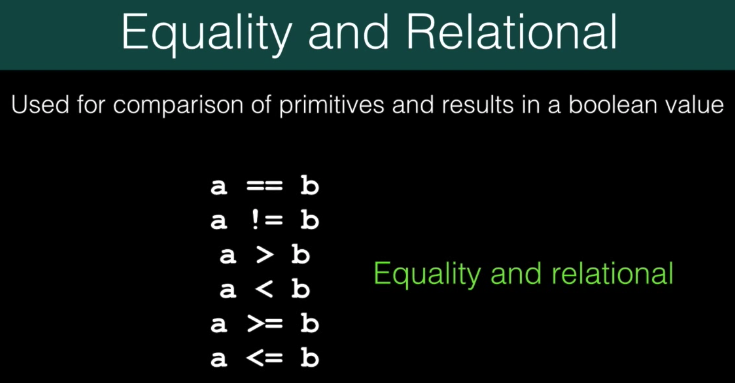 Equality and Relational
Used for comparison of primitives and results in a boolean value
a == b
a != b
a > b
a < b
a >= b
a <= b
Equality and relational